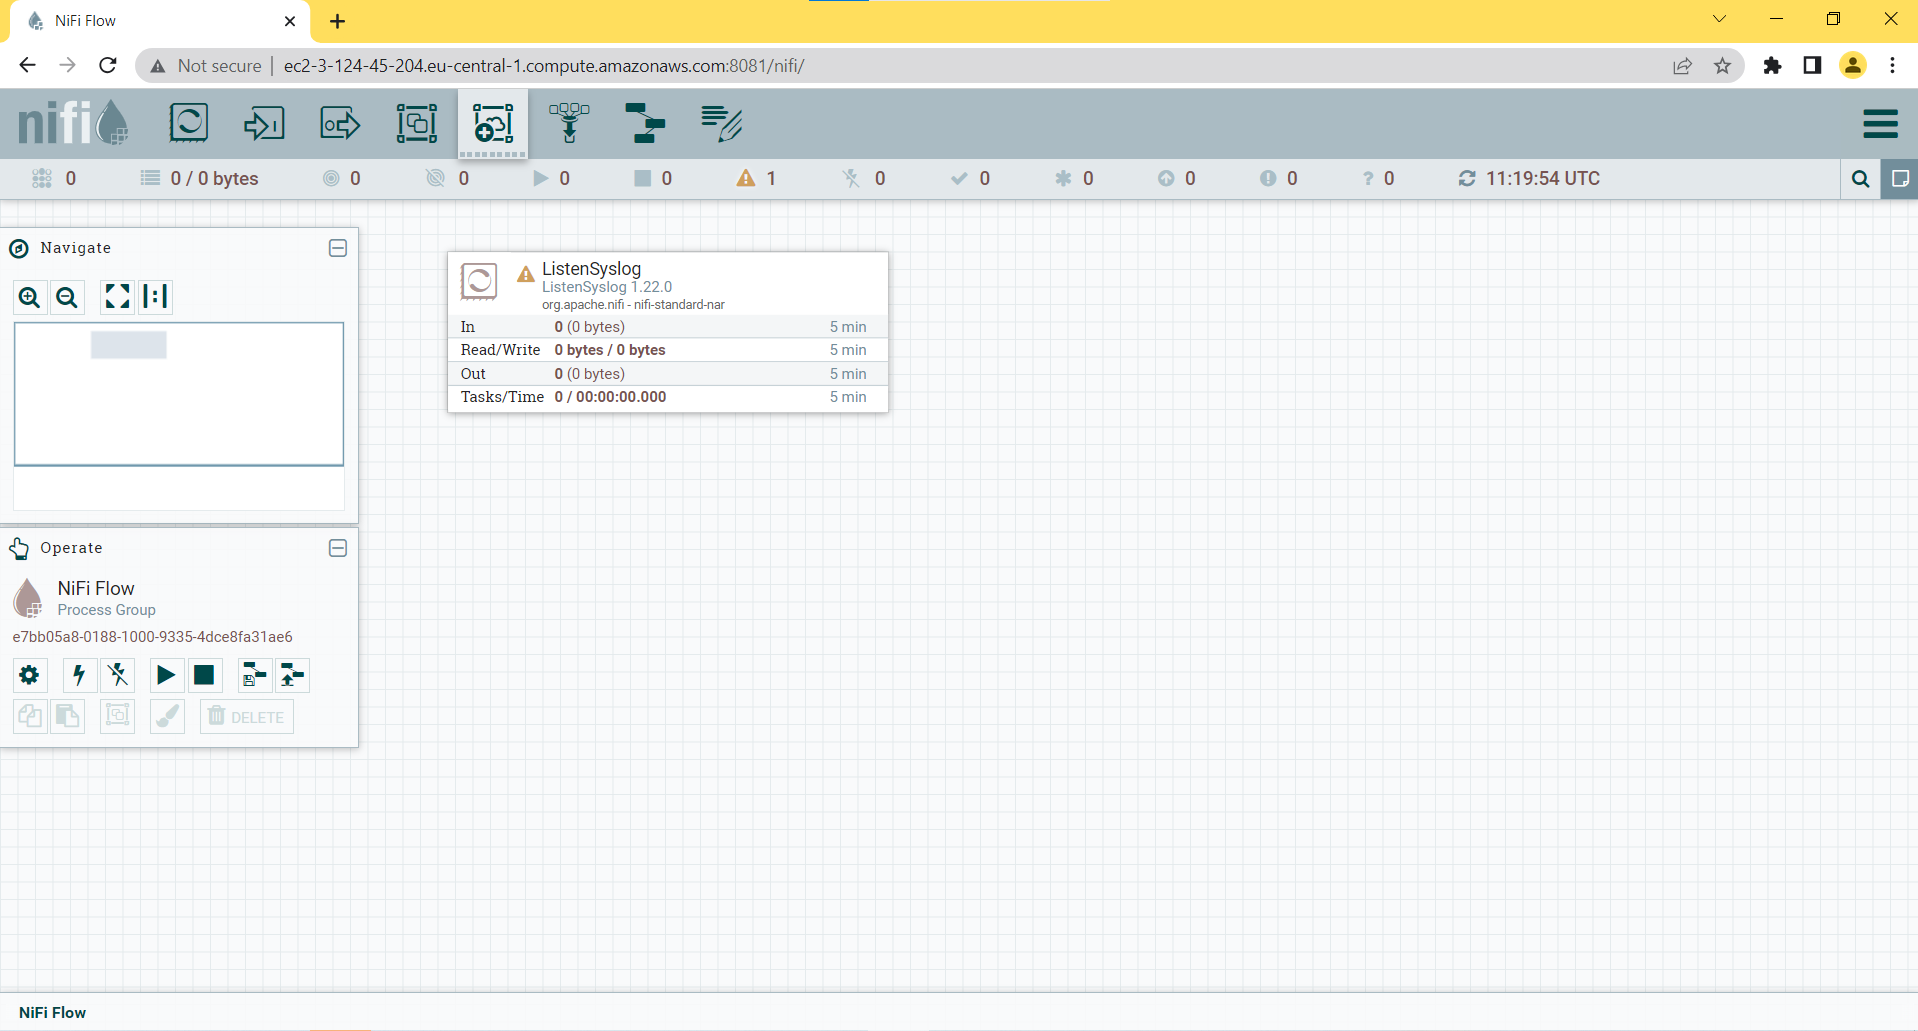 NiFi Flow
Not secure
ec2-3-124-45-204.eu-central-1.compute.amazonaws.com:8081/nifi/
nifi
0
0 / 0 bytes
0
0
0
0
1
0
0
0
0
0
? 0
11:19:54 UTC
Navigate
ListenSyslog
ListenSyslog 1.22.0
org.apache.nifi - nifi-standard-nar
In 0 (0 bytes) 5 min
Read/Write 0 bytes / 0 bytes 5 min
Out 0 (0 bytes) 5 min
Tasks/Time 0 / 00:00:00.000 5 min
Operate
NiFi Flow
Process Group
e7bb05a8-0188-1000-9335-4dce8fa31ae6
DELETE
NiFi Flow